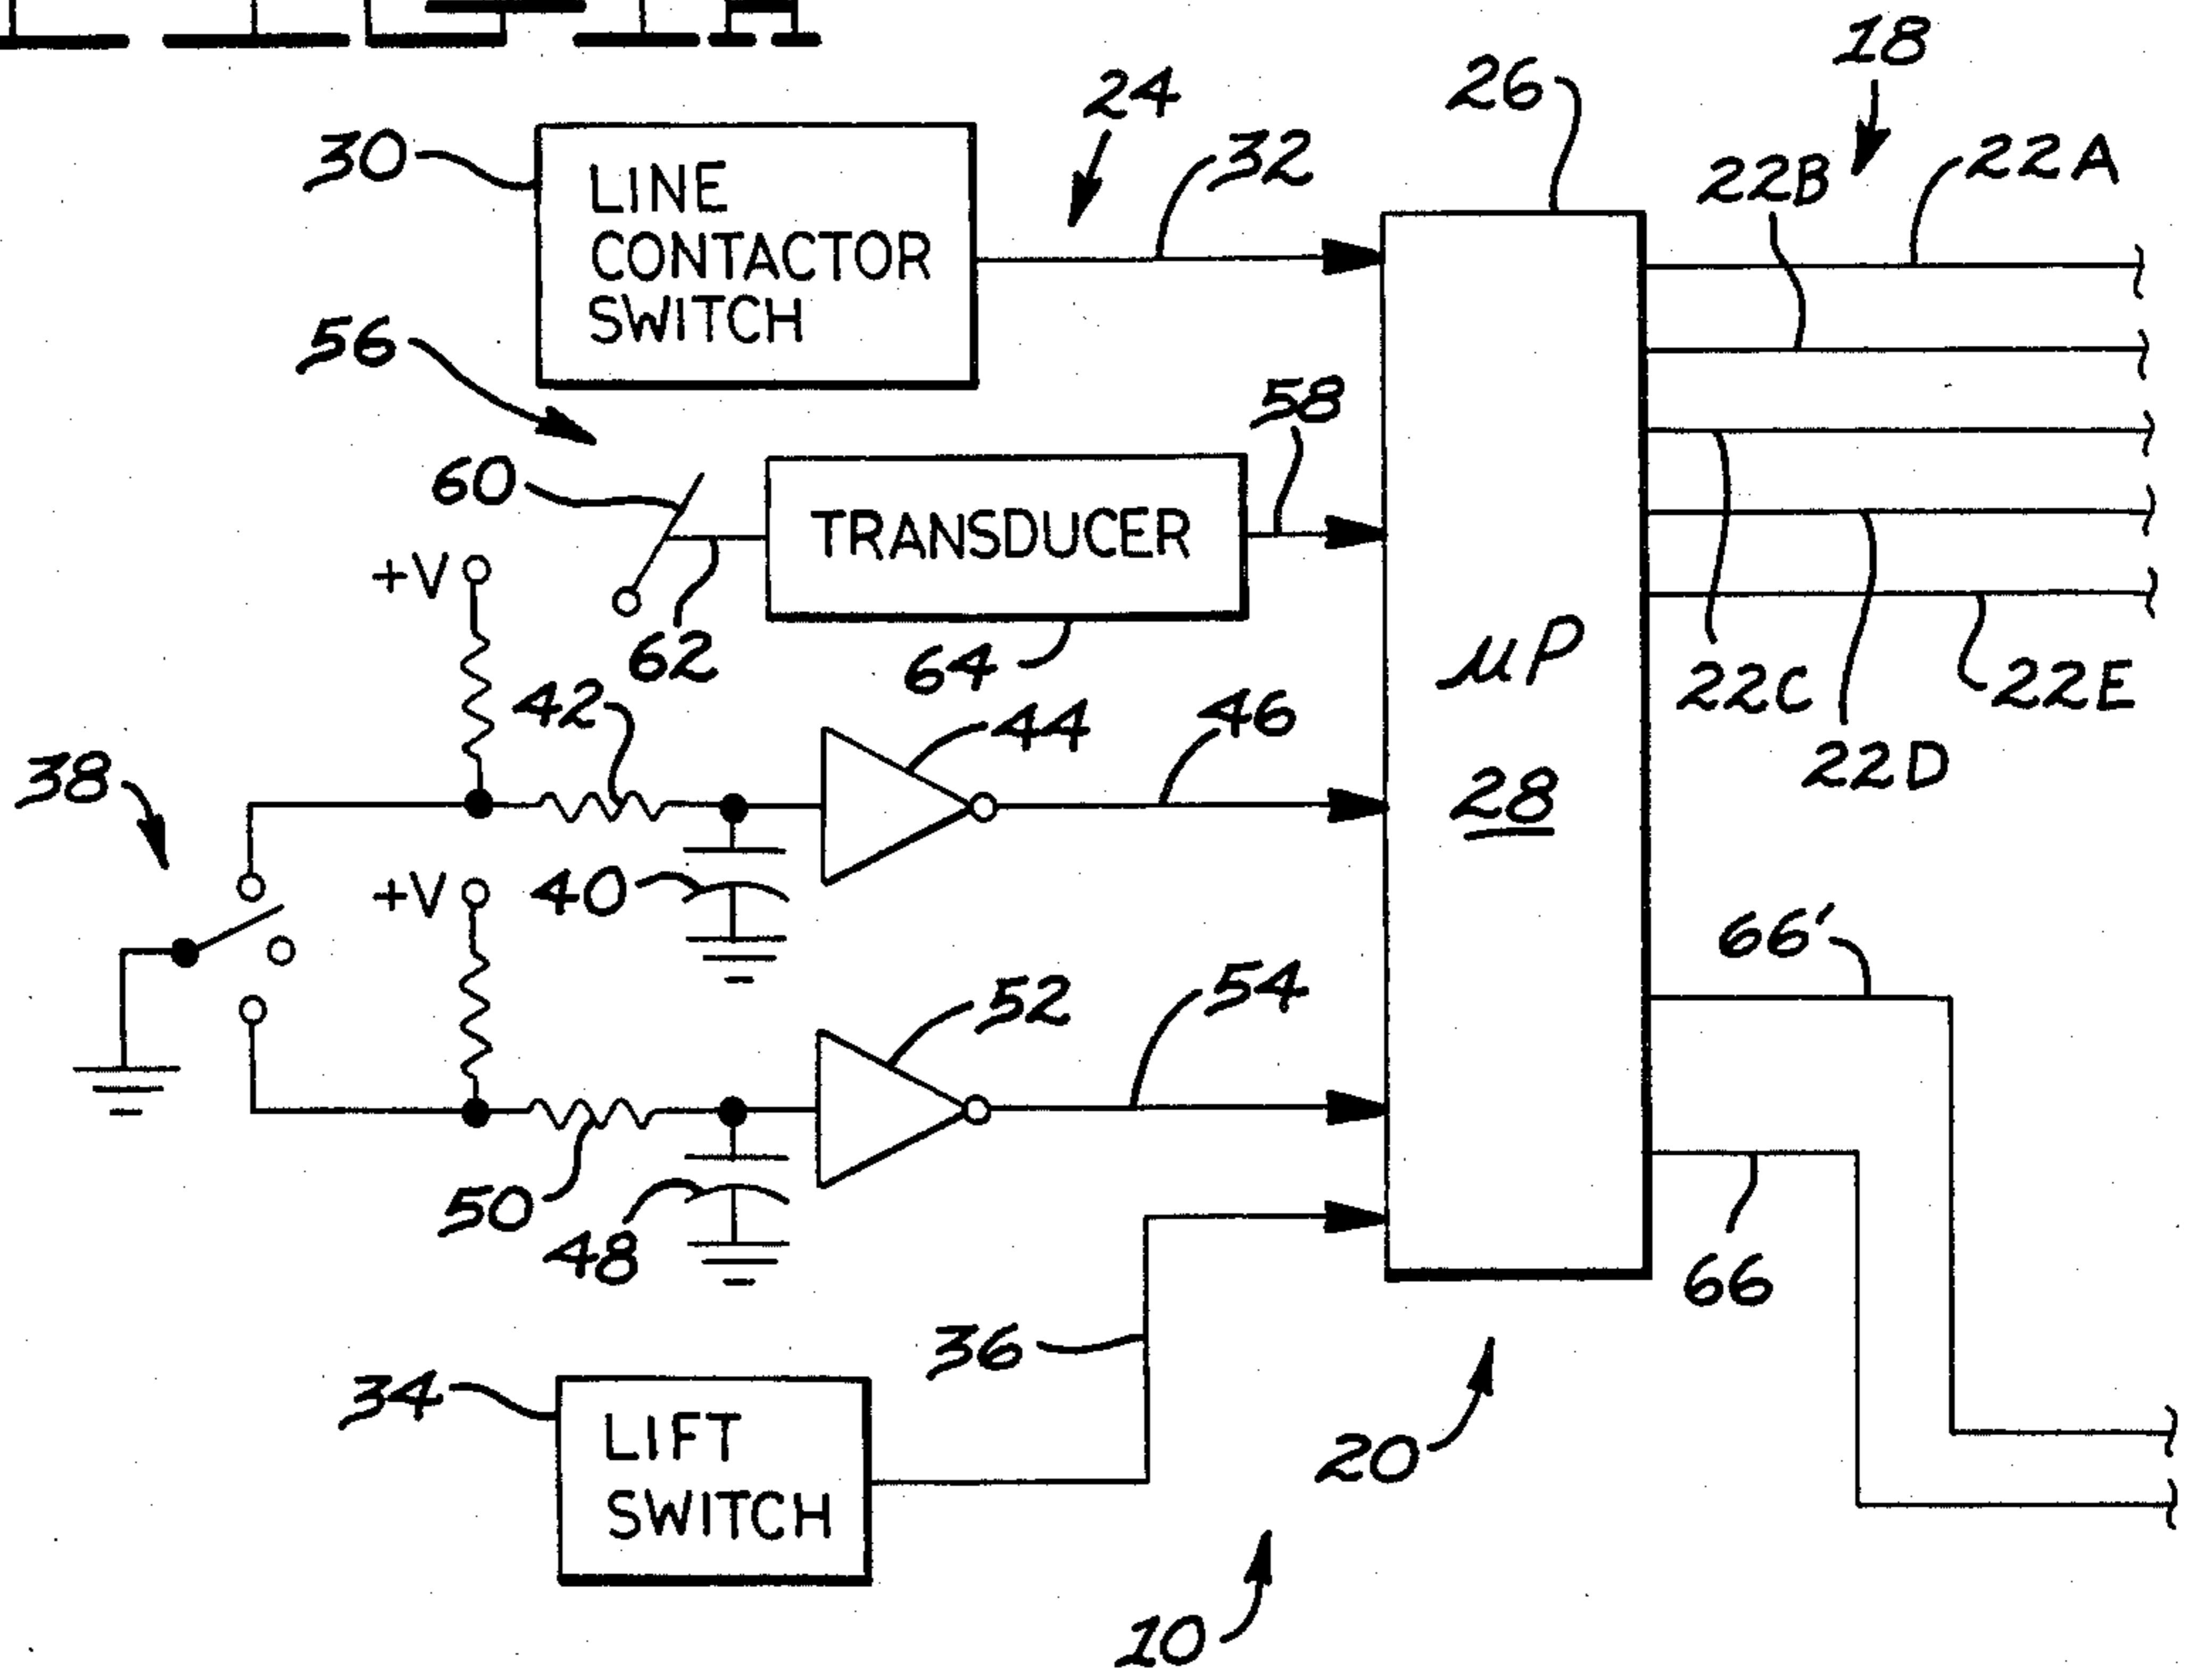 18
24
26
30
32
22B
22A
LINE
CONTACTOR
SWITCH
56
58
60
TRANSDUCER
+V
62
64
μP
22C
22E
42
44
46
38
28
22D
+V
40
66'
52
54
50
48
66
36
34
LIFT
SWITCH
20
10